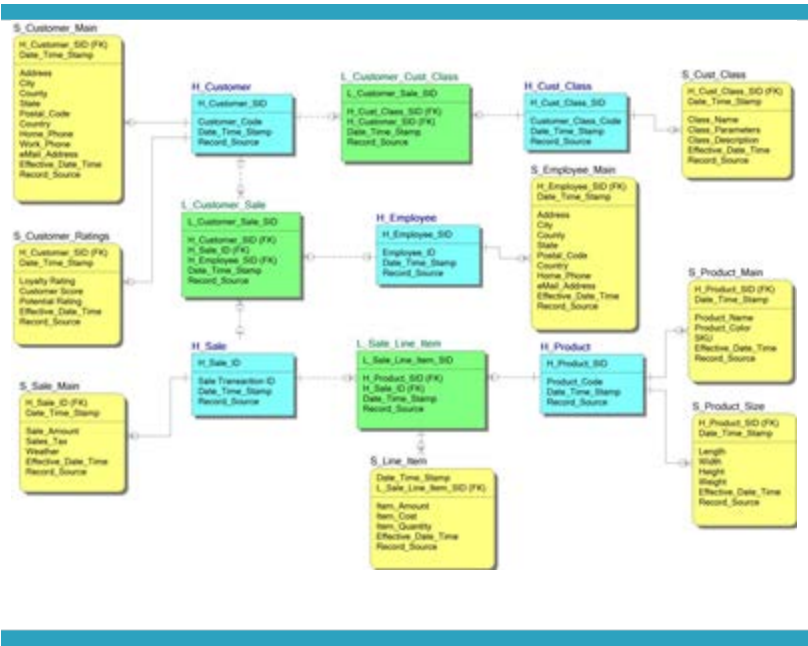 S_Customer_Main
H_Customer_SID (FK)
Date_Time_Stamp
Address
City
County
State
Postal_Code
Country
Home_Phone
Work_Phone
eMail_Address
Effective_Date_Time
Record_Source
H_Customer
H_Customer_SID
Customer_Code
Date_Time_Stamp
Record_Source
L_Customer_Cust_Class
L_Customer_Sale_SID
H_Cust_Class_SID (FK)
H_Customer_SID (FK)
Date_Time_Stamp
Record_Source
H_Cust_Class
H_Cust_Class_SID
Customer_Class_Code
Date_Time_Stamp
Record_Source
S_Cust_Class
H_Cust_Class_SID (FK)
Date_Time_Stamp
Class_Name
Class_Parameters
Class_Description
Effective_Date_Time
Record_Source
S_Customer_Ratings
H_Customer_SID (FK)
Date_Time_Stamp
Loyalty Rating
Customer Score
Potential Rating
Effective_Date_Time
Record_Source
L_Customer_Sale
L_Customer_Sale_SID
H_Customer_SID (FK)
H_Sale_ID (FK)
H_Employee_SID (FK)
Date_Time_Stamp
Record_Source
H_Employee
H_Employee_SID
Employee_ID
Date_Time_Stamp
Record_Source
S_Employee_Main
H_Employee_SID (FK)
Date_Time_Stamp
Address
City
County
State
Postal_Code
Country
Home_Phone
eMail_Address
Effective_Date_Time
Record_Source
S_Product_Main
H_Product_SID (FK)
Date_Time_Stamp
Product_Name
Product_Color
SKU
Effective_Date_Time
Record_Source
S_Sale_Main
H_Sale_ID (FK)
Date_Time_Stamp
Sale_Amount
Sales_Tax
Weather
Effective_Date_Time
Record_Source
H_Sale
H_Sale_ID
Sale Transaction ID
Date_Time_Stamp
Record_Source
L_Sale_Line_Item
L_Sale_Line_Item_SID
H_Product_SID (FK)
H_Sale_ID (FK)
Date_Time_Stamp
Record_Source
H_Product
H_Product_SID
Product_Code
Date_Time_Stamp
Record_Source
S_Product_Size
H_Product_SID (FK)
Date_Time_Stamp
Length
Width
Height
Weight
Effective_Date_Time
Record_Source
S_Line_Item
Date_Time_Stamp
L_Sale_Line_Item_SID (FK)
Item_Amount
Item_Cost
Item_Quantity
Effective_Date_Time
Record_Source